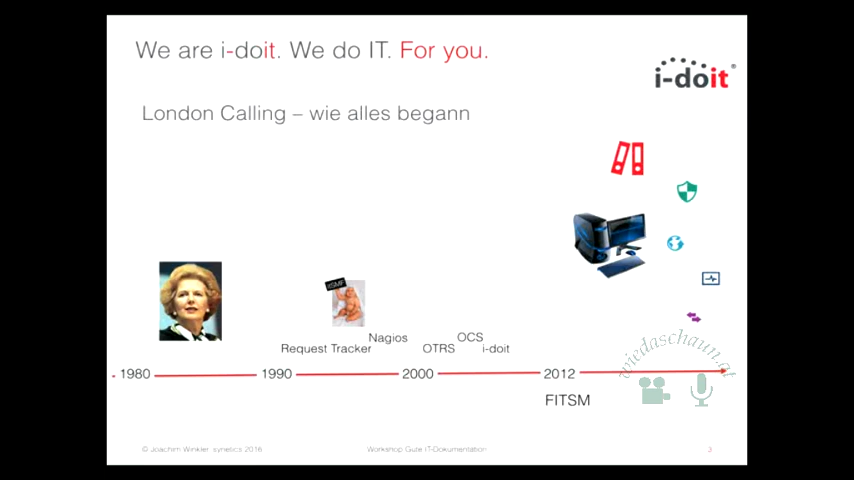 We are i-doit. We do IT. For you.
i-doit®
London Calling – wie alles begann
itSMF
Nagios
OCS
Request Tracker
OTRS
i-doit
1980
1990
2000
2012
FITSM
wiedaschaun.at
© Joachim Winkler synetics 2016
Workshop Gute IT-Dokumentation
3